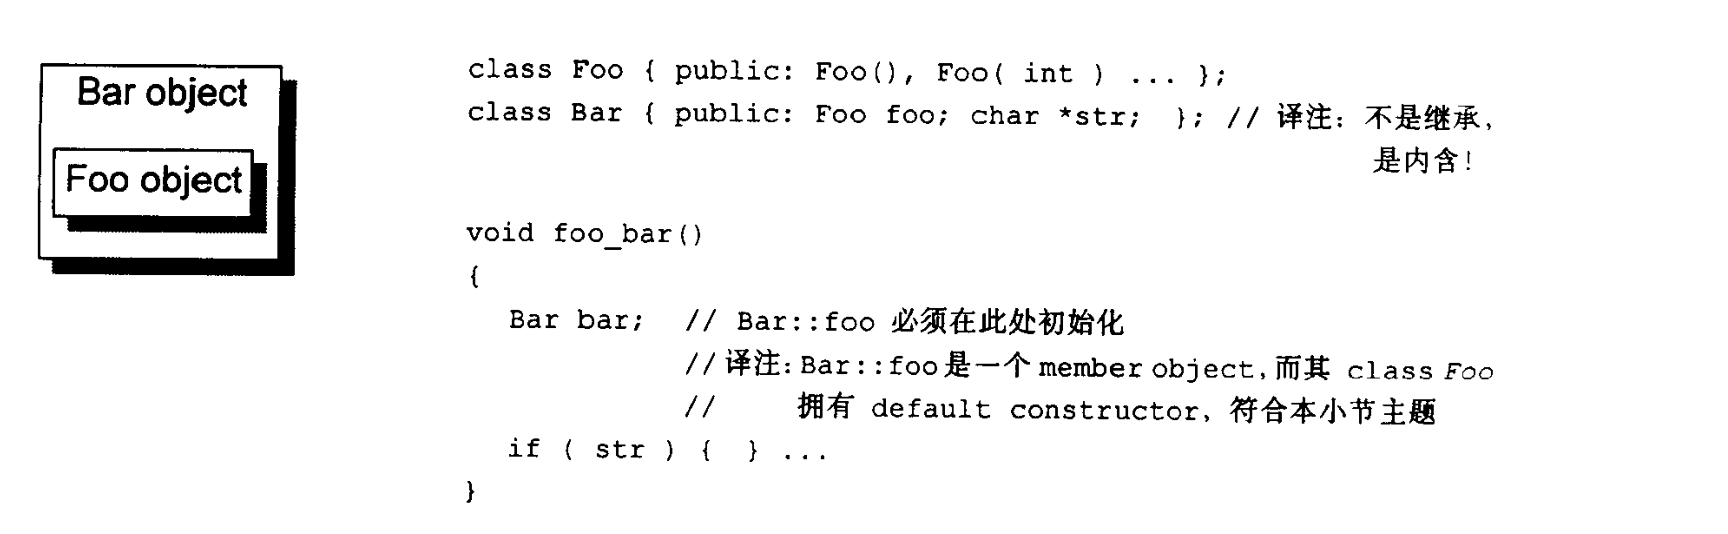 Bar object
Foo object
class Foo { public: Foo(), Foo( int ) ... };
class Bar { public: Foo foo; char *str;  }; // 译注：不是继承，
是内含！
void foo_bar()
{
Bar bar;  // Bar::foo 必须在此处初始化
// 译注：Bar::foo 是一个 member object，而其 class Foo
//    拥有 default constructor，符合本小节主题
if ( str ) {  } ...
}